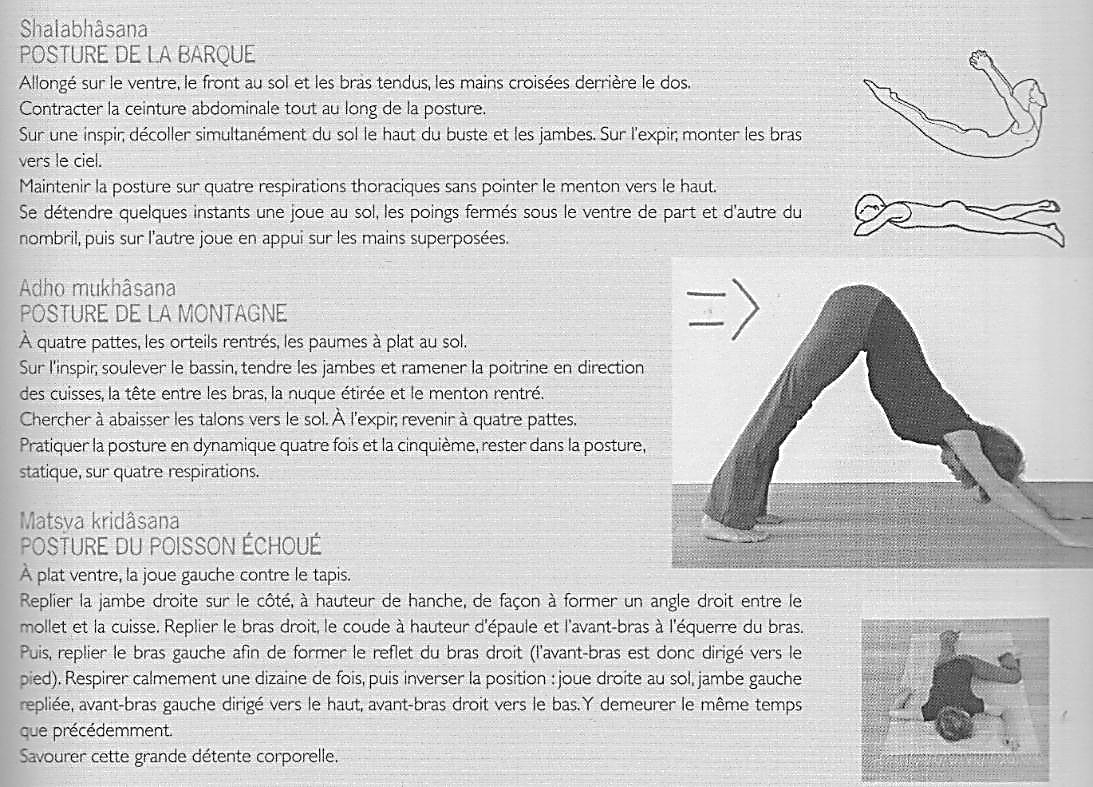 Shalabhâsana
POSTURE DE LA BARQUE
Allongé sur le ventre, le front au sol et les bras tendus, les mains croisées derrière le dos.
Contracter la ceinture abdominale tout au long de la posture.
Sur une inspir, décoller simultanément du sol le haut du buste et les jambes. Sur l'expir, monter les bras
vers le ciel.
Maintenir la posture sur quatre respirations thoraciques sans pointer le menton vers le haut.
Se détendre quelques instants une joue au sol, les poings fermés sous le ventre de part et d'autre du
nombril, puis sur l'autre joue en appui sur les mains superposées.
Adho mukhâsana
POSTURE DE LA MONTAGNE
À quatre pattes, les orteils rentrés, les paumes à plat au sol.
Sur l'inspir, soulever le bassin, tendre les jambes et ramener la poitrine en direction
des cuisses, la tête entre les bras, la nuque étirée et le menton rentré.
Chercher à abaisser les talons vers le sol. À l'expir, revenir à quatre pattes.
Pratiquer la posture en dynamique quatre fois et la cinquième, rester dans la posture,
statique, sur quatre respirations.
Matsya kridâsana
POSTURE DU POISSON ÉCHOUÉ
À plat ventre, la joue gauche contre le tapis.
Replier la jambe droite sur le côté, à hauteur de hanche, de façon à former un angle droit entre le
mollet et la cuisse. Replier le bras droit, le coude à hauteur d'épaule et l'avant-bras à l'équerre du bras.
Puis, replier le bras gauche afin de former le reflet du bras droit (l'avant-bras est donc dirigé vers le
pied). Respirer calmement une dizaine de fois, puis inverser la position : joue droite au sol, jambe gauche
repliée, avant-bras gauche dirigé vers le haut, avant-bras droit vers le bas. Y demeurer le même temps
que précédemment.
Savourer cette grande détente corporelle.